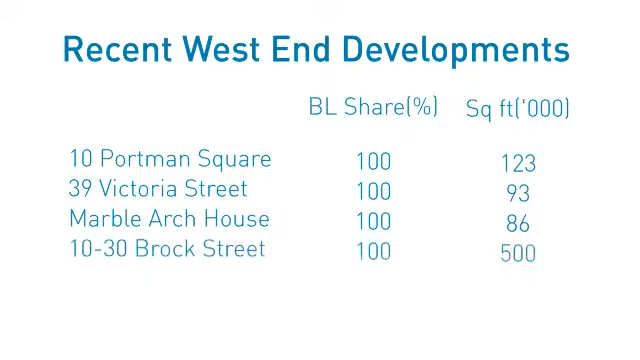 Recent West End Developments
BL Share(%) Sq ft('000)
10 Portman Square 100 123
39 Victoria Street 100 93
Marble Arch House 100 86
10-30 Brock Street 100 500